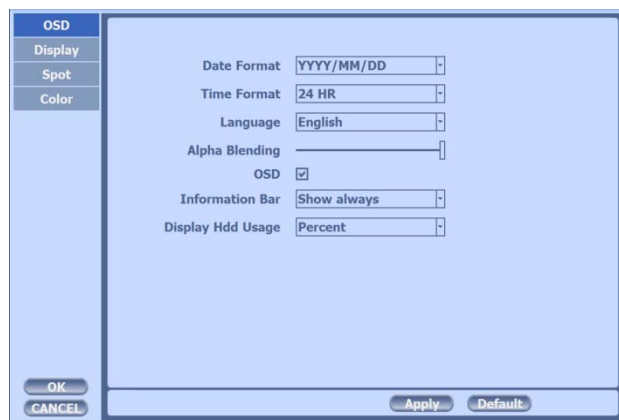 OSD
Display
Spot
Color
Date Format YYYY/MM/DD
Time Format 24 HR
Language English
Alpha Blending
OSD
Information Bar Show always
Display Hdd Usage Percent
OK
CANCEL
Apply Default